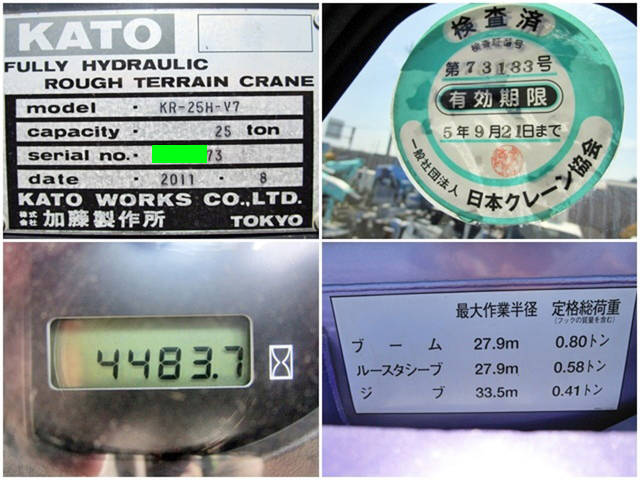 KATO
FULLY HYDRAULIC
ROUGH TERRAIN CRANE
model · KR-25H-V7
capacity · 25 ton
serial no. · 73
date · 2011 - 8
KATO WORKS CO.,LTD.
株式会社 加藤製作所 TOKYO
検査済
検査証番号
第73183号
有効期限
5年9月21日まで
一般社団法人 日本クレーン協会
4483.7
最大作業半径 定格総荷重
(フックの質量を含む)
ブーム 27.9m 0.80トン
ルースタシーブ 27.9m 0.58トン
ジブ 33.5m 0.41トン